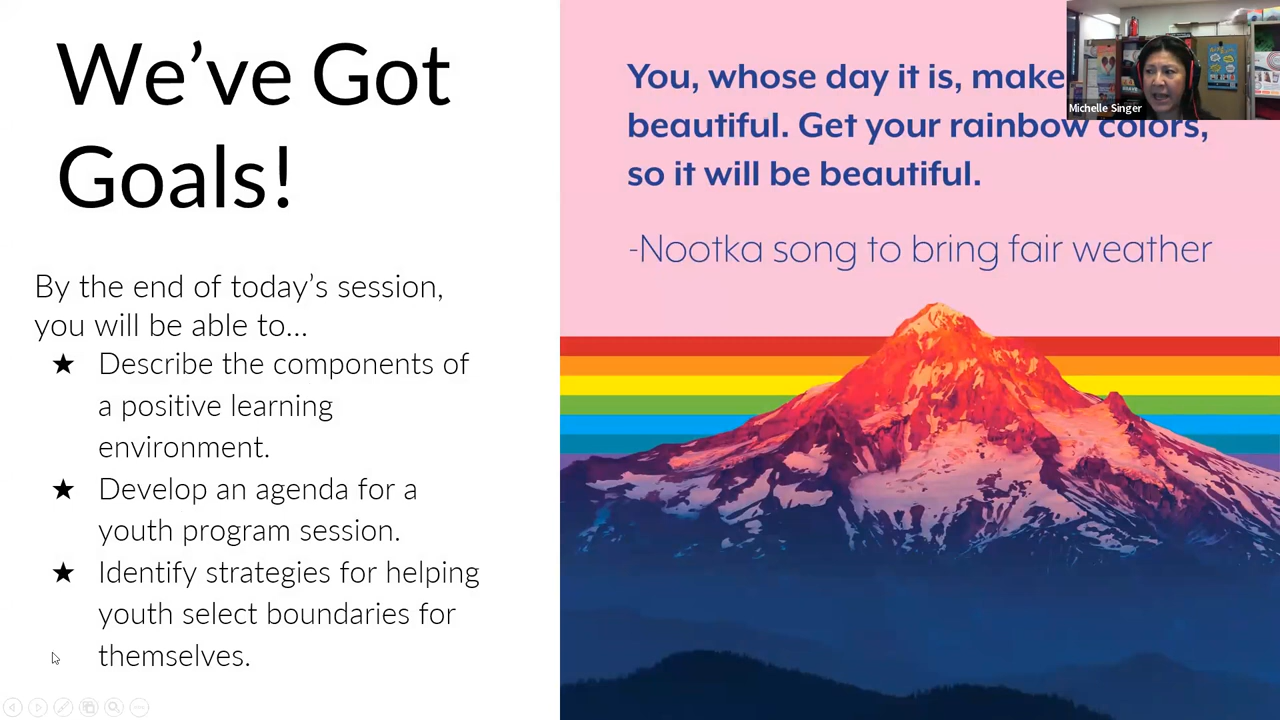 We've Got
Goals!
By the end of today's session,
you will be able to...
★ Describe the components of
a positive learning
environment.
★ Develop an agenda for a
youth program session.
★ Identify strategies for helping
youth select boundaries for
themselves.
You, whose day it is, make
beautiful. Get your rainbow colors,
so it will be beautiful.
-Nootka song to bring fair weather
Michelle Singer